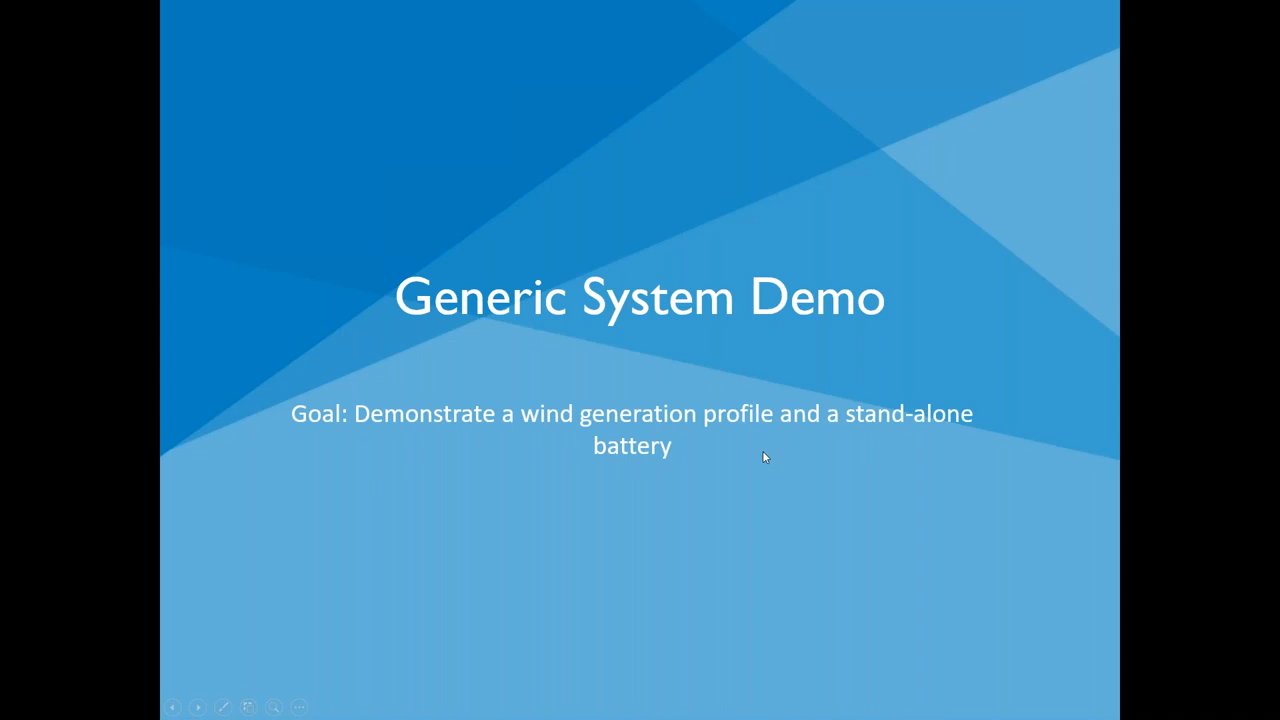 Generic System Demo
Goal: Demonstrate a wind generation profile and a stand-alone
battery